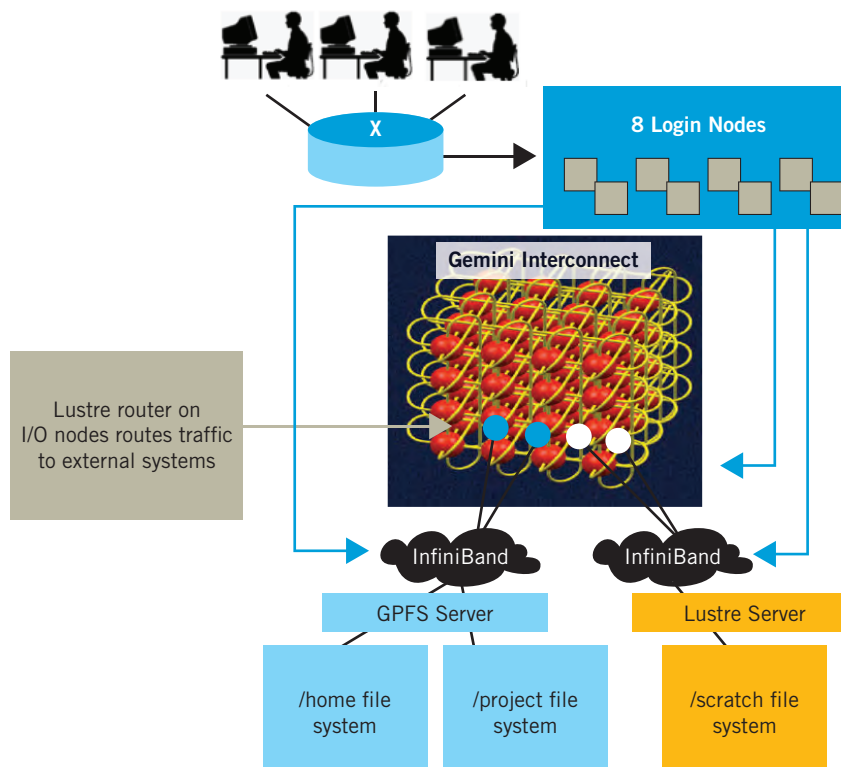 X
8 Login Nodes
Gemini Interconnect
Lustre router on
I/O nodes routes traffic
to external systems
InfiniBand
InfiniBand
GPFS Server
Lustre Server
/home file
system
/project file
system
/scratch file
system